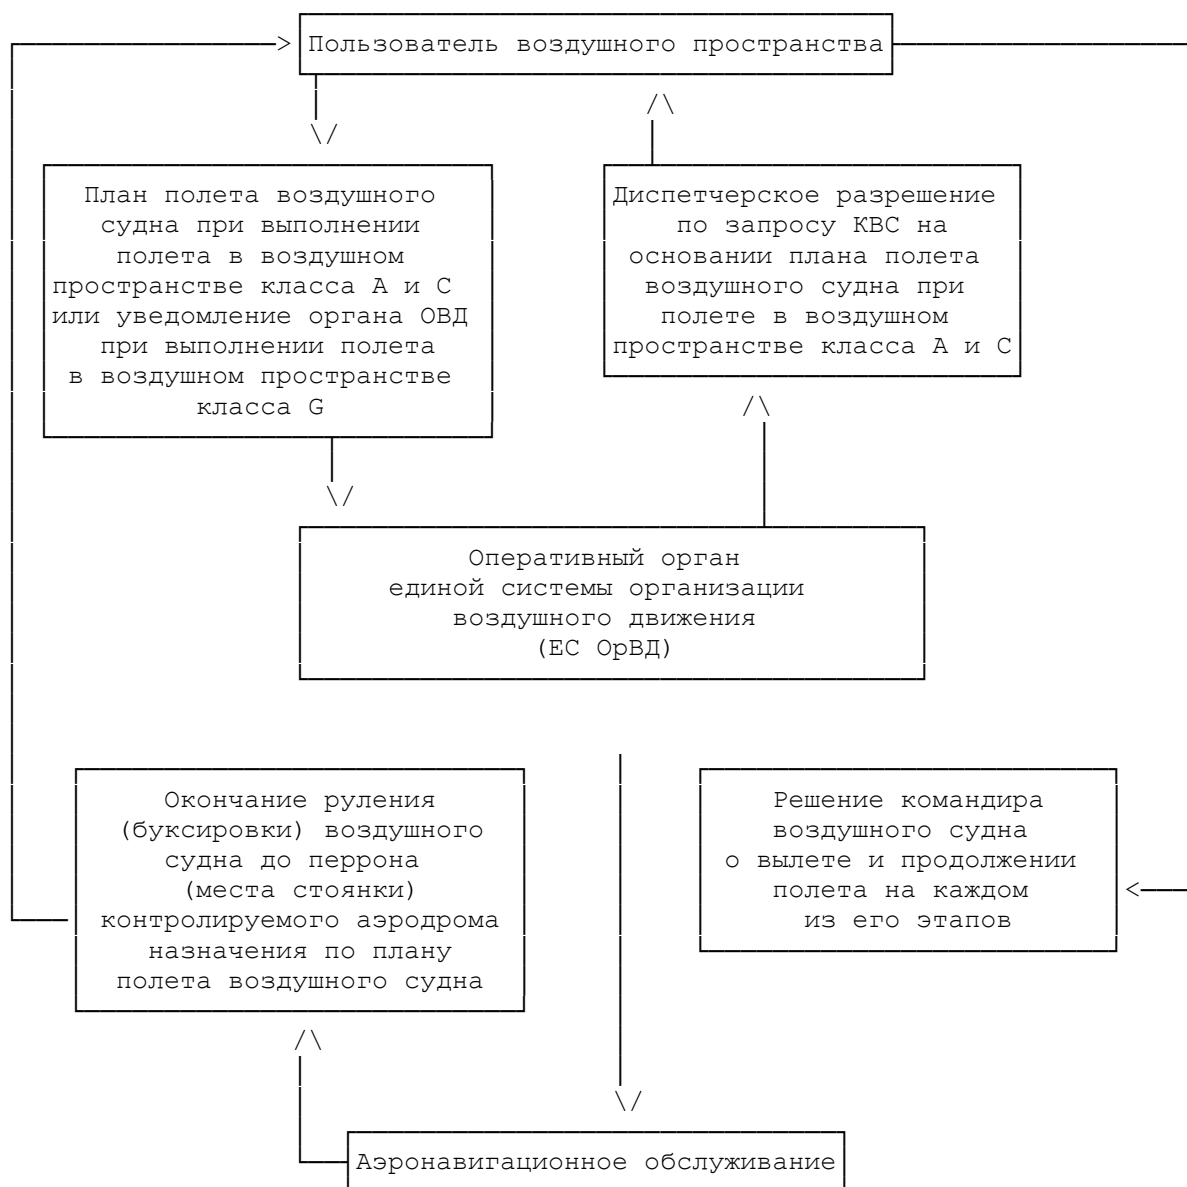 Пользователь воздушного пространства
План полета воздушного
судна при выполнении
полета в воздушном
пространстве класса A и C
или уведомление органа ОВД
при выполнении полета
в воздушном пространстве
класса G
Диспетчерское разрешение
по запросу КВС на
основании плана полета
воздушного судна при
полете в воздушном
пространстве класса A и C
Оперативный орган
единой системы организации
воздушного движения
(ЕС ОрВД)
Окончание руления
(буксировки) воздушного
судна до перрона
(места стоянки)
контролируемого аэродрома
назначения по плану
полета воздушного судна
Решение командира
воздушного судна
о вылете и продолжении
полета на каждом
из его этапов
Аэронавигационное обслуживание